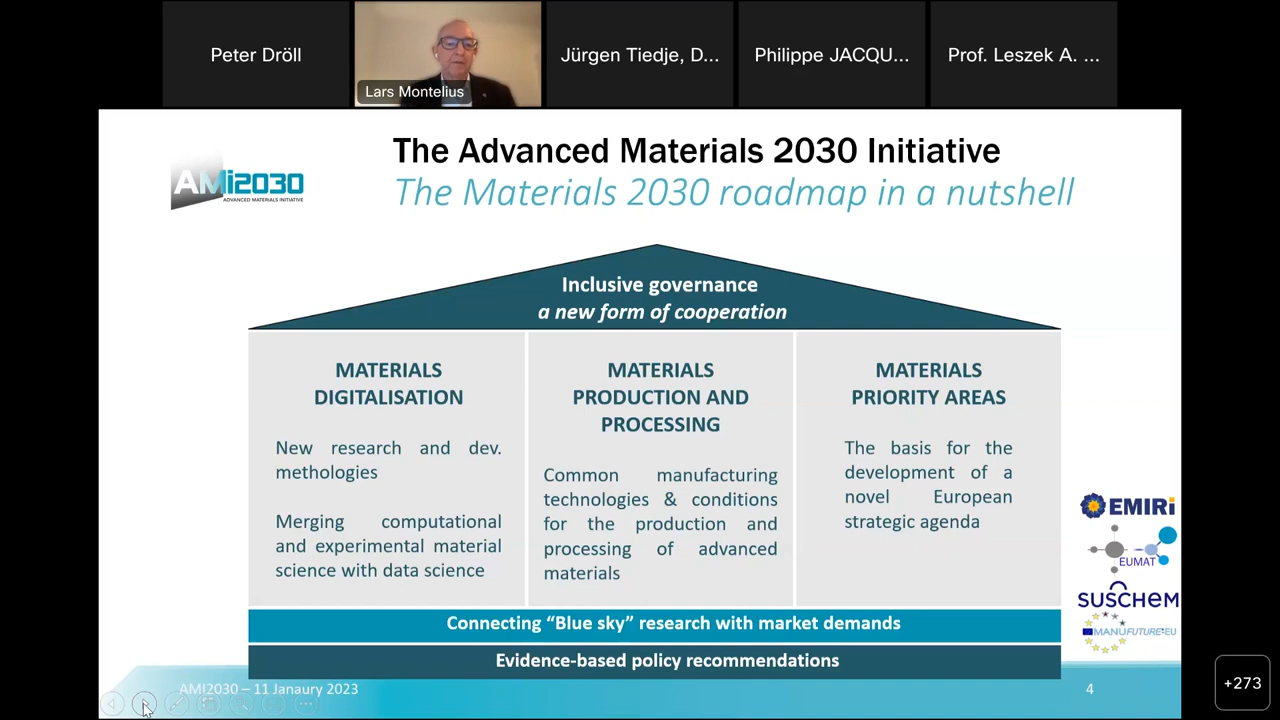 Peter Dröll
Lars Montelius
Jürgen Tiedje, D...
Philippe JACQU...
Prof. Leszek A. ...
AMi2030
ADVANCED MATERIALS INITIATIVE
The Advanced Materials 2030 Initiative
The Materials 2030 roadmap in a nutshell
Inclusive governance
a new form of cooperation
MATERIALS
DIGITALISATION
New research and dev.
methologies
Merging computational
and experimental material
science with data science
MATERIALS
PRODUCTION AND
PROCESSING
Common manufacturing
technologies & conditions
for the production and
processing of advanced
materials
MATERIALS
PRIORITY AREAS
The basis for the
development of a
novel European
strategic agenda
EMIRi
EUMAT
SUSCHEM
MANUFUTURE-EU
Connecting “Blue sky” research with market demands
Evidence-based policy recommendations
AMI2030 – 11 Janaury 2023
4
+273